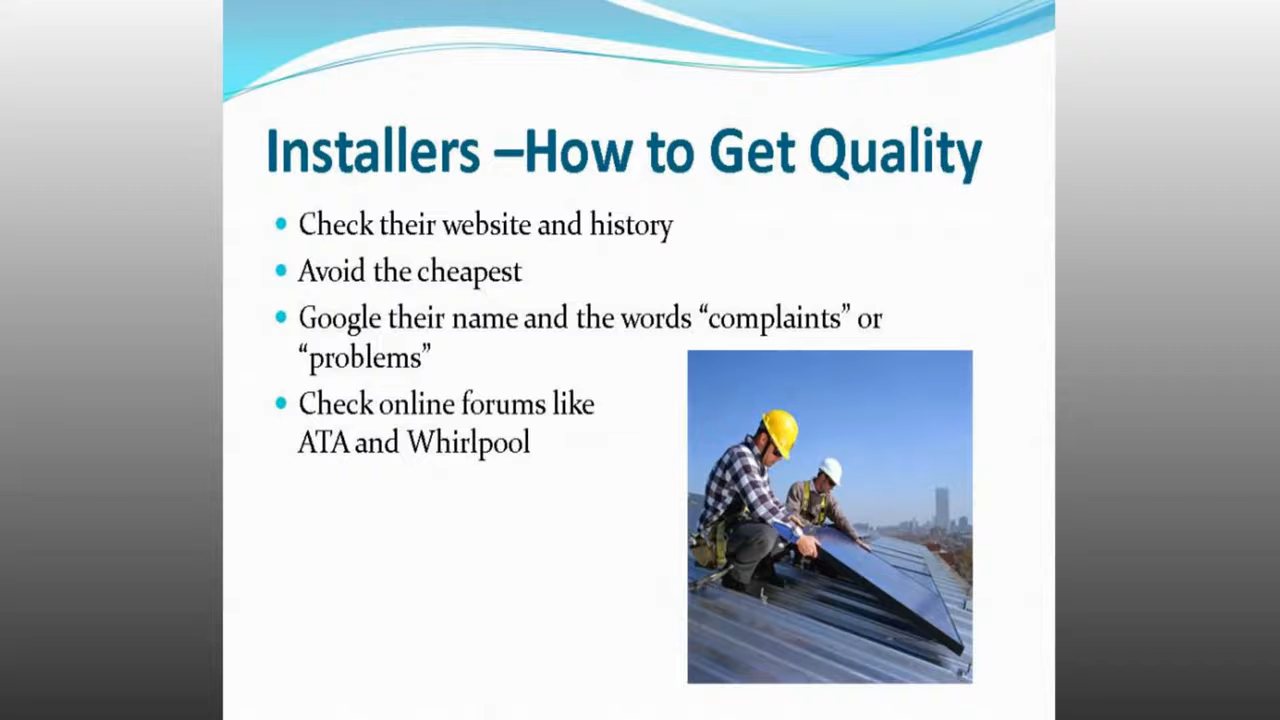 Installers –How to Get Quality
• Check their website and history
• Avoid the cheapest
• Google their name and the words “complaints” or
“problems”
• Check online forums like
ATA and Whirlpool